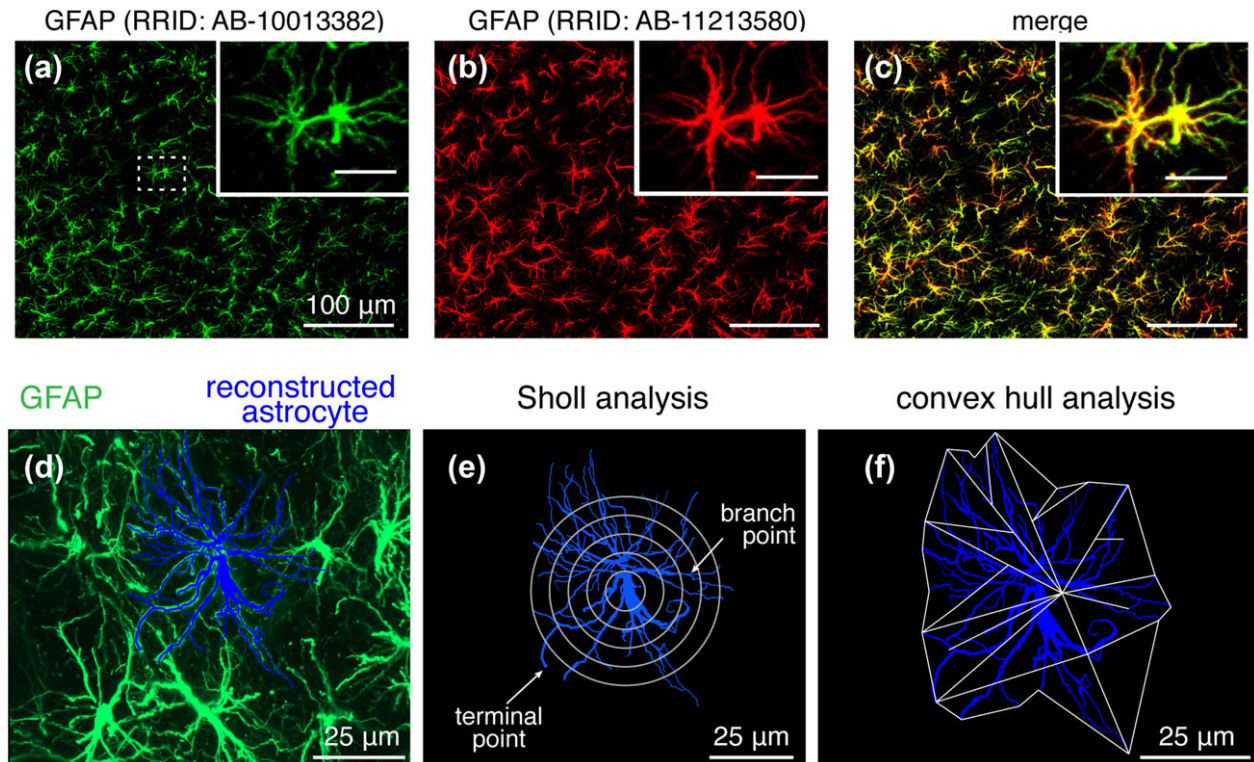 GFAP (RRID: AB-10013382)
GFAP (RRID: AB-11213580)
merge
(a)
(b)
(c)
100 µm
GFAP
reconstructed
astrocyte
Sholl analysis
convex hull analysis
(d)
(e)
(f)
branch
point
terminal
point
25 µm
25 µm
25 µm